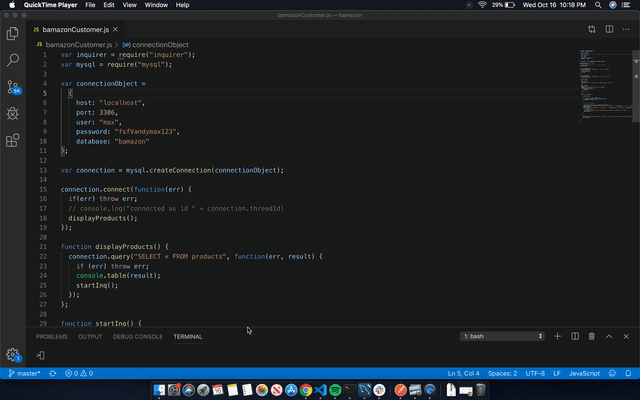 QuickTime Player File Edit View Window Help 29% Wed Oct 16 10:18 PM
bamazonCustomer.js — bamazon
JS bamazonCustomer.js ×
JS bamazonCustomer.js > connectionObject
1 var inquirer = require("inquirer");
2 var mysql = require("mysql");
3
4 var connectionObject =
5 {
6 host: "localhost",
7 port: 3306,
8 user: "max",
9 password: "fsfVandymax123",
10 database: "bamazon"
11 };
12
13 var connection = mysql.createConnection(connectionObject);
14
15 connection.connect(function(err) {
16 if(err) throw err;
17 // console.log("connected as id " + connection.threadId)
18 displayProducts();
19 });
20
21 function displayProducts() {
22 connection.query("SELECT * FROM products", function(err, result) {
23 if (err) throw err;
24 console.table(result);
25 startInq();
26 });
27 };
28
29 function startInq() {
PROBLEMS OUTPUT DEBUG CONSOLE TERMINAL 1: bash
master* 0 0 Ln 5, Col 4 Spaces: 2 UTF-8 LF JavaScript